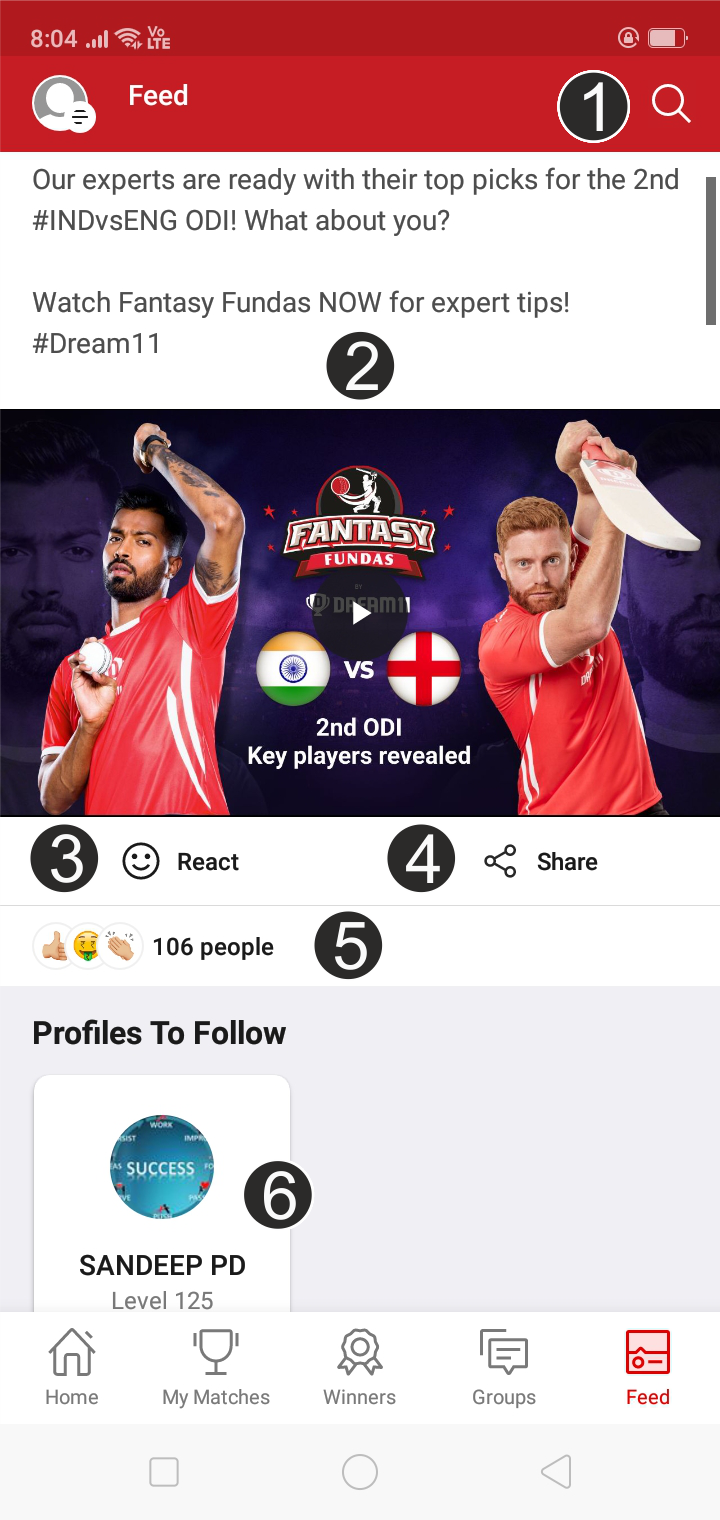 8:04 Vo LTE
Feed
1
Our experts are ready with their top picks for the 2nd
#INDvsENG ODI! What about you?
Watch Fantasy Fundas NOW for expert tips!
#Dream11
2
FANTASY
FUNDAS
BY
DREAM11
VS
2nd ODI
Key players revealed
3 React 4 Share
106 people 5
Profiles To Follow
WORK
SUCCESS
6
SANDEEP PD
Level 125
Home My Matches Winners Groups Feed